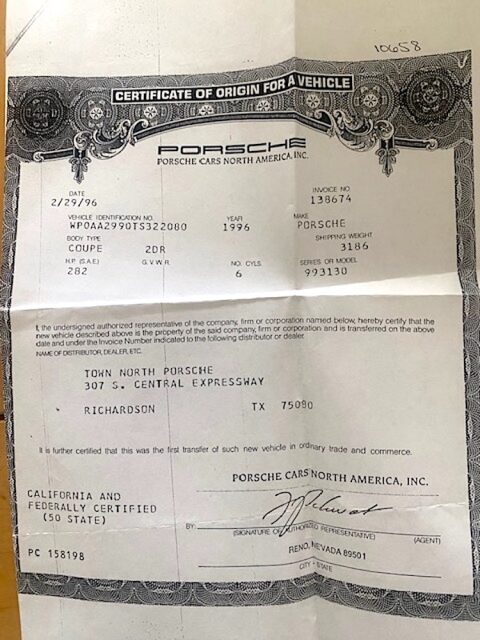 10658
CERTIFICATE OF ORIGIN FOR A VEHICLE
PORSCHE
PORSCHE CARS NORTH AMERICA, INC.
DATE
2/29/96
INVOICE NO
138674
VEHICLE IDENTIFICATION NO.
WP0AA2990TS322080
YEAR
1996
MAKE
PORSCHE
BODY TYPE
COUPE 2DR
SHIPPING WEIGHT
3186
H.P. (S.A.E.)
282
G.V.W.R.
NO. CYLS.
6
SERIES OR MODEL
993130
I, the undersigned authorized representative of the company, firm or corporation named below, hereby certify that the
new vehicle described above is the property of the said company, firm or corporation and is transferred on the above
date and under the Invoice Number indicated to the following distributor or dealer.
NAME OF DISTRIBUTOR, DEALER, ETC.
TOWN NORTH PORSCHE
307 S. CENTRAL EXPRESSWAY
RICHARDSON TX 75080
It is further certified that this was the first transfer of such new vehicle in ordinary trade and commerce.
PORSCHE CARS NORTH AMERICA, INC.
CALIFORNIA AND
FEDERALLY CERTIFIED
(50 STATE)
BY:
(SIGNATURE OF AUTHORIZED REPRESENTATIVE) (AGENT)
RENO, NEVADA 89501
CITY - STATE
PC 158198